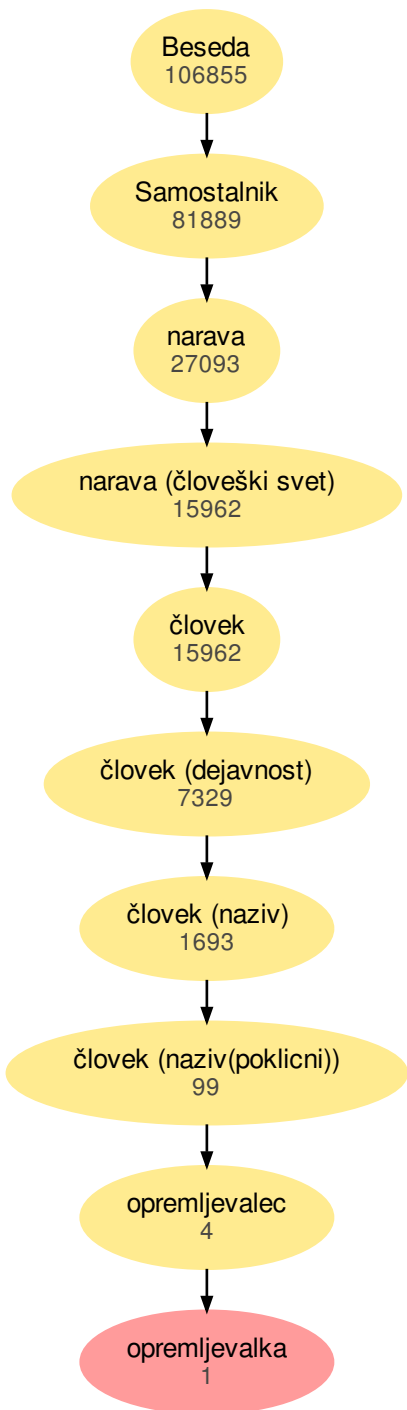 Beseda
106855
Samostalnik
81889
narava
27093
narava (človeški svet)
15962
človek
15962
človek (dejavnost)
7329
človek (naziv)
1693
človek (naziv(poklicni))
99
opremljevalec
4
opremljevalka
1